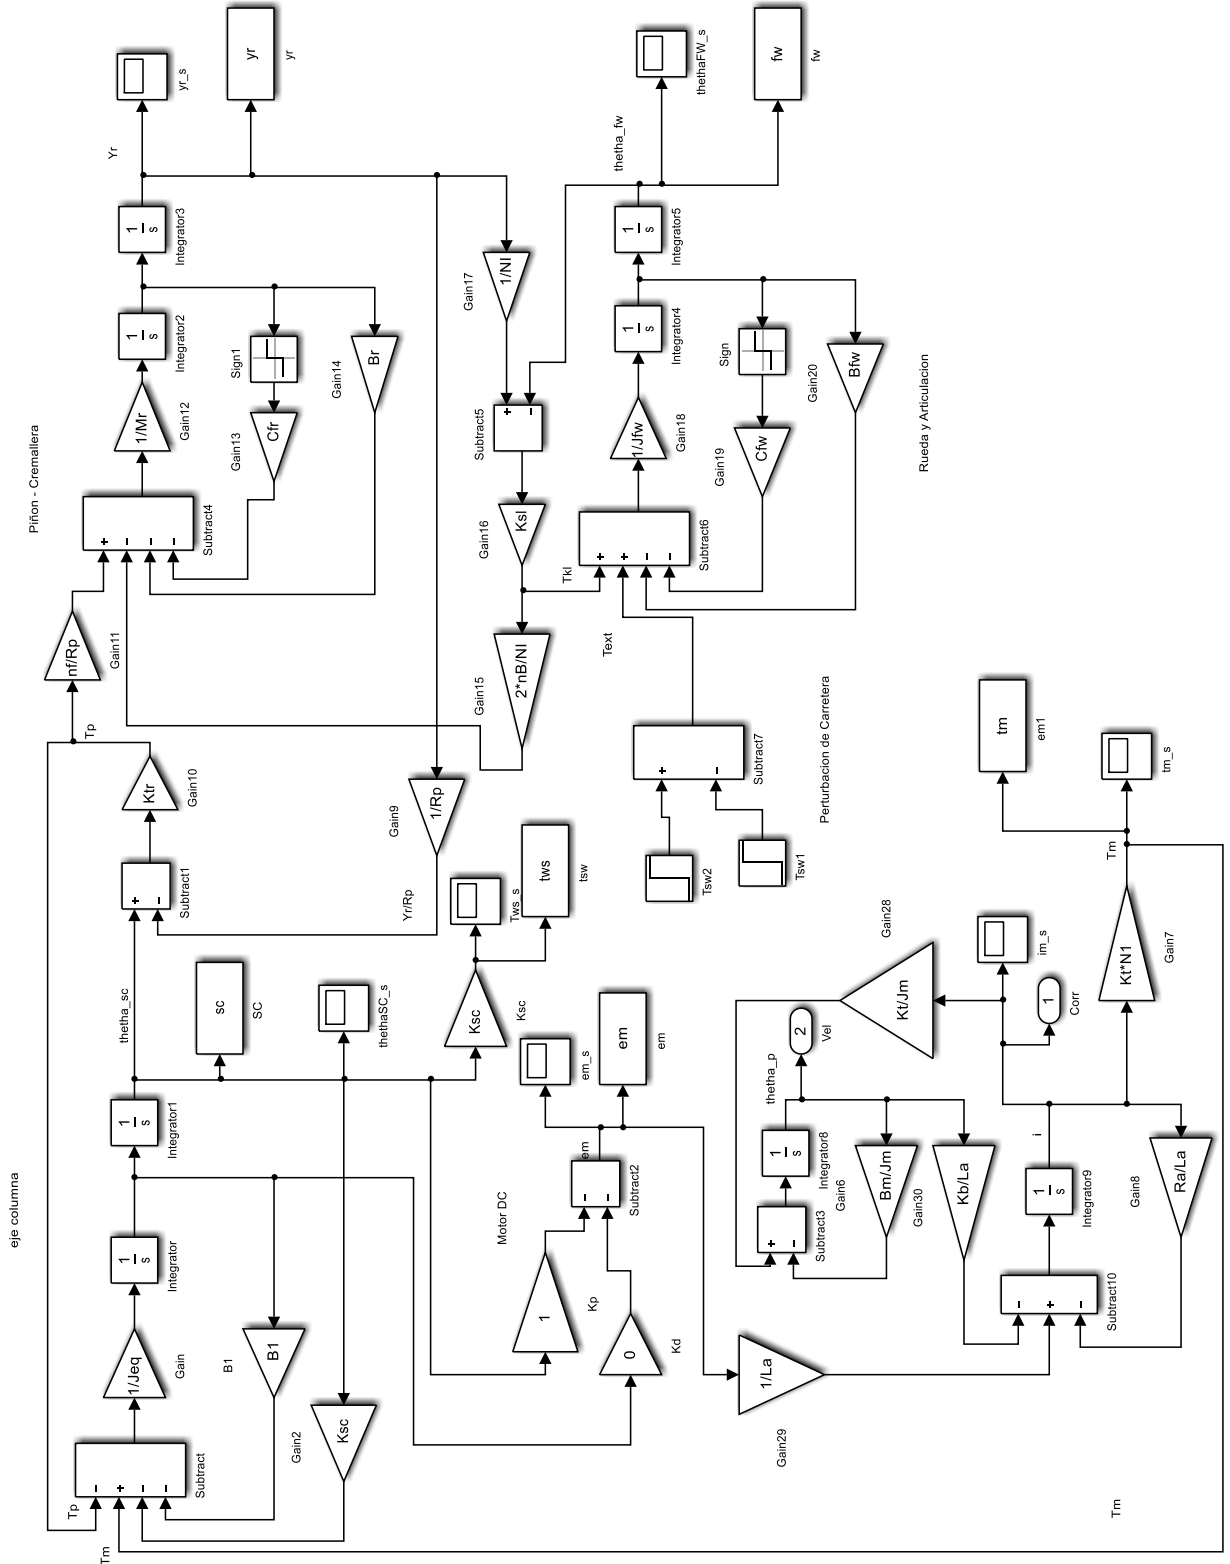 eje columna
Tp
Tm
Subtract
1/Jeq
Gain
1
s
Integrator
1
s
Integrator1
B1
B1
Ksc
Gain2
thetha_sc
sc
SC
thethaSC_s
Ksc
Ksc
Tws_s
tws
tsw
Subtract1
Ktr
Gain10
Tp
Yr/Rp
1/Rp
Gain9
Piñon - Cremallera
nf/Rp
Gain11
Subtract4
1/Mr
Gain12
1
s
Integrator2
1
s
Integrator3
Cfr
Gain13
Sign1
Br
Gain14
Yr
yr_s
yr
yr
1/Nl
Gain17
Subtract5
Ksl
Gain16
2*nB/Nl
Gain15
Rueda y Articulacion
Tkl
Text
Subtract6
1/Jfw
Gain18
1
s
Integrator4
1
s
Integrator5
Cfw
Gain19
Sign
Bfw
Gain20
thetha_fw
thethaFW_s
fw
fw
Perturbacion de Carretera
Subtract7
Tsw2
Tsw1
Motor DC
1
Kp
0
Kd
Subtract2
em
em_s
em
em
1/La
Gain29
Subtract3
1
s
Integrator8
Gain6
thetha_p
2
Vel
Bm/Jm
Gain30
Kb/La
Kt/Jm
Gain28
Subtract10
1
s
Integrator9
i
Ra/La
Gain8
1
Corr
im_s
Kt*N1
Gain7
Tm
tm
em1
tm_s
Tm